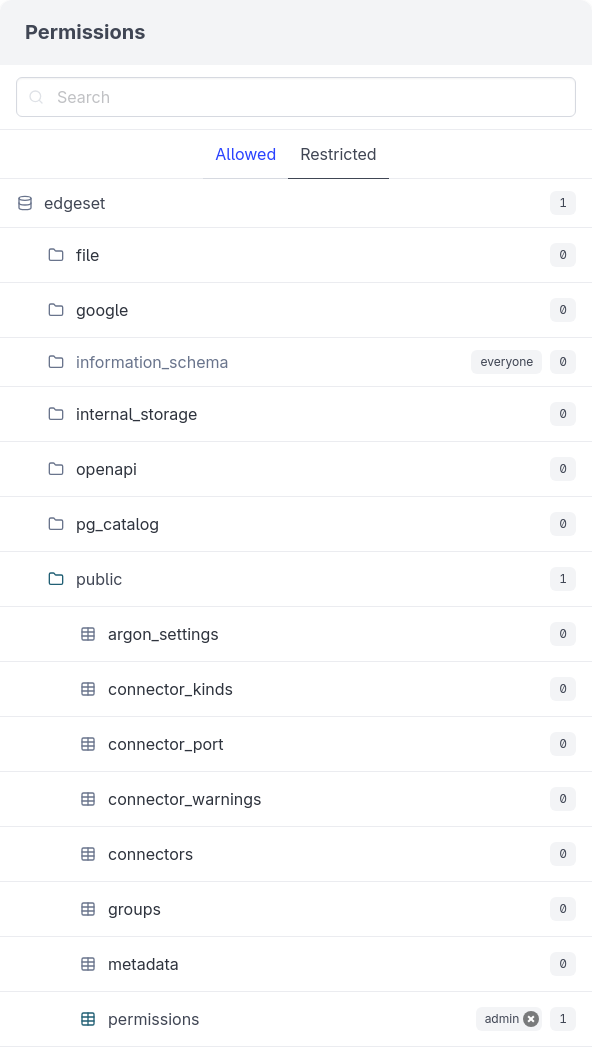 Permissions
Search
Allowed Restricted
edgeset 1
file 0
google 0
information_schema everyone 0
internal_storage 0
openapi 0
pg_catalog 0
public 1
argon_settings 0
connector_kinds 0
connector_port 0
connector_warnings 0
connectors 0
groups 0
metadata 0
permissions admin 1